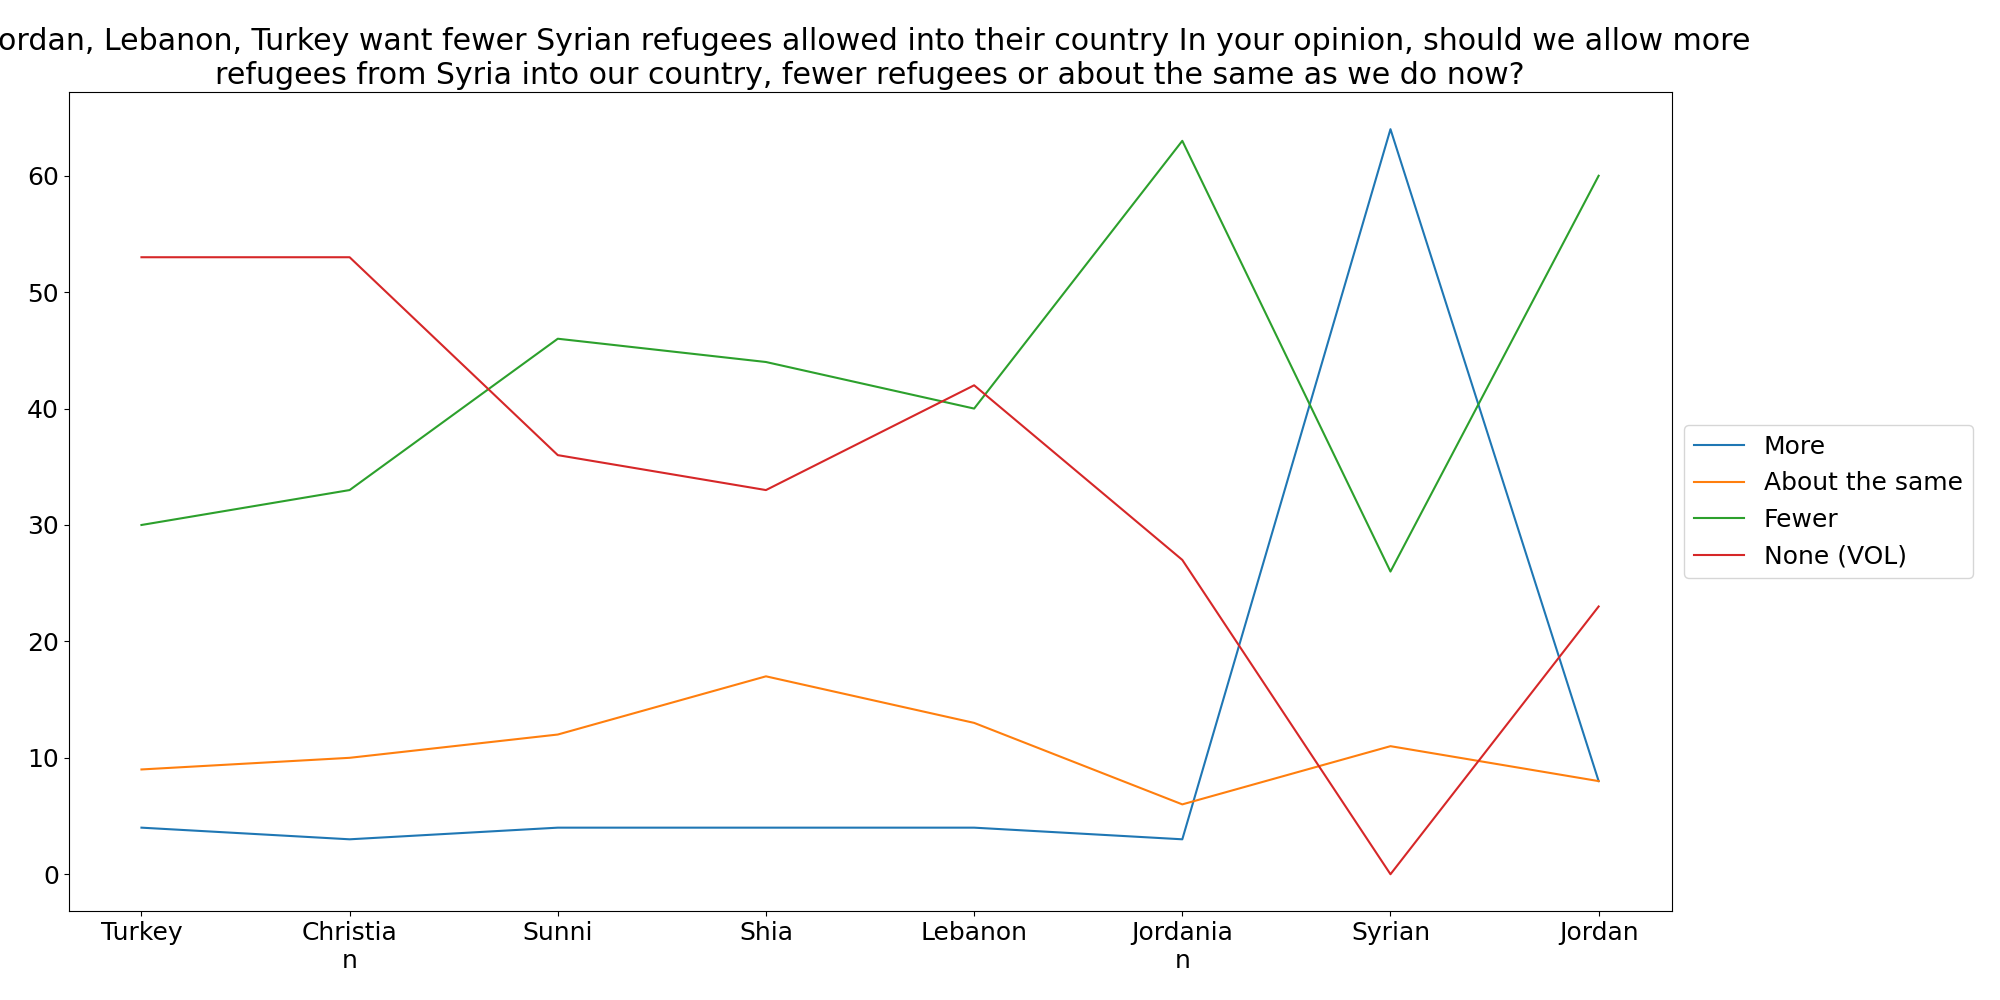 ordan, Lebanon, Turkey want fewer Syrian refugees allowed into their country In your opinion, should we allow more
refugees from Syria into our country, fewer refugees or about the same as we do now?
60
50
40
30
20
10
0
Turkey
Christia
n
Sunni
Shia
Lebanon
Jordania
n
Syrian
Jordan
More
About the same
Fewer
None (VOL)